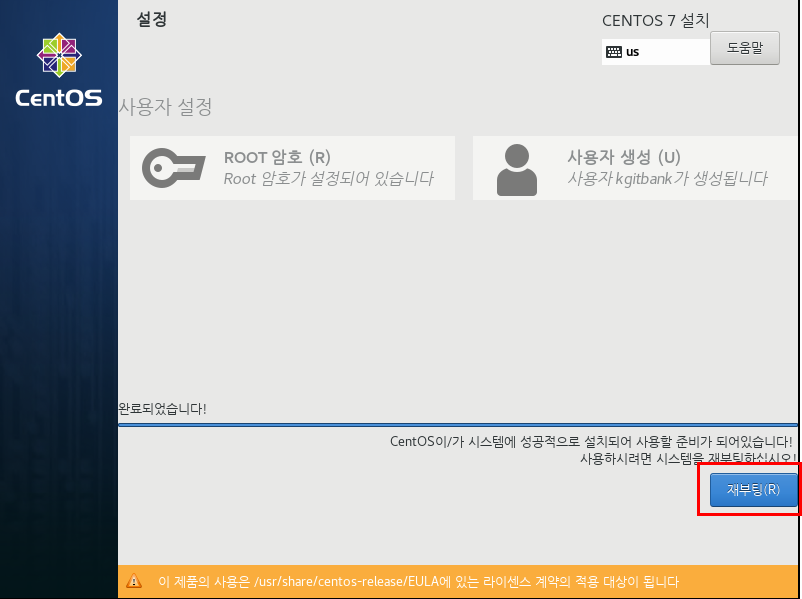 설정
CENTOS 7 설치
us
도움말
CentOS
사용자 설정
ROOT 암호 (R)
Root 암호가 설정되어 있습니다
사용자 생성 (U)
사용자 kgitbank가 생성됩니다
완료되었습니다!
CentOS이/가 시스템에 성공적으로 설치되어 사용할 준비가 되어있습니다!
사용하시려면 시스템을 재부팅하십시오!
재부팅(R)
이 제품의 사용은 /usr/share/centos-release/EULA에 있는 라이센스 계약의 적용 대상이 됩니다